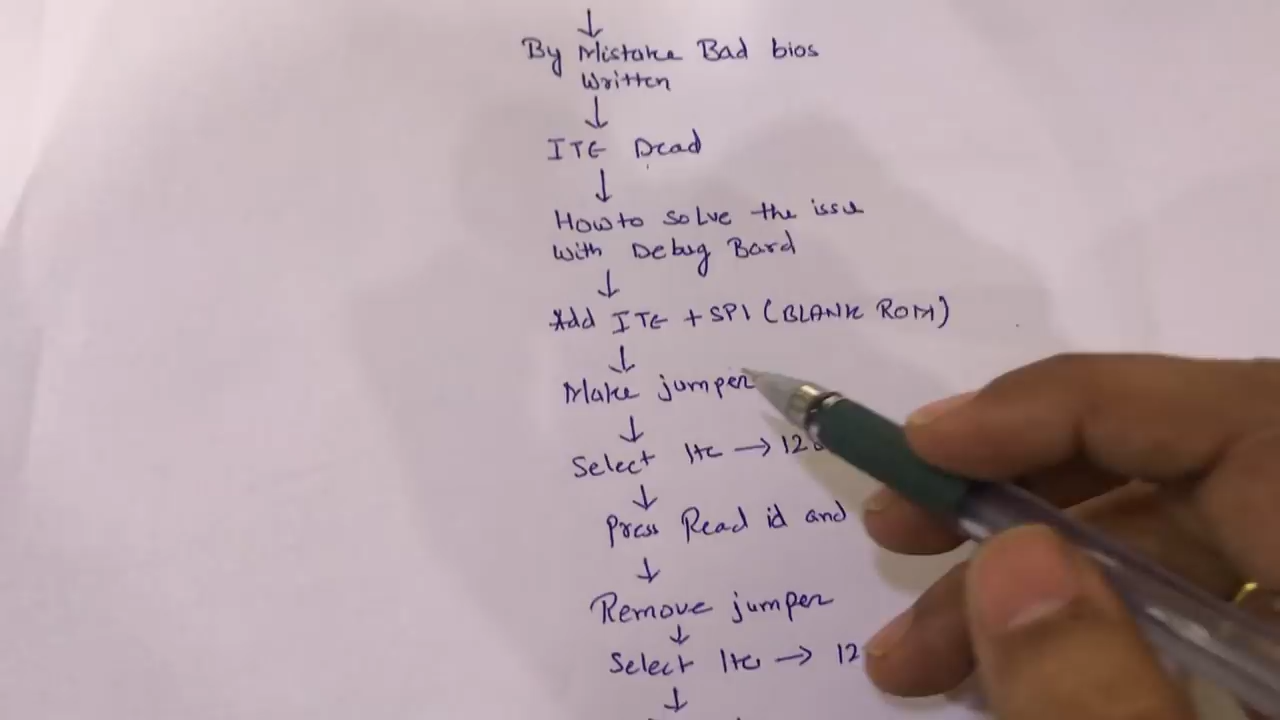 ↓
By Mistake Bad bios
Written
↓
ITE Dead
↓
How to solve the issue
With Debug Bard
↓
Add ITE + SPI (BLANK ROM)
↓
Make jumper
↓
Select Ite → 12
↓
Press Read id and
↓
Remove jumper
↓
Select Ite → 12
↓